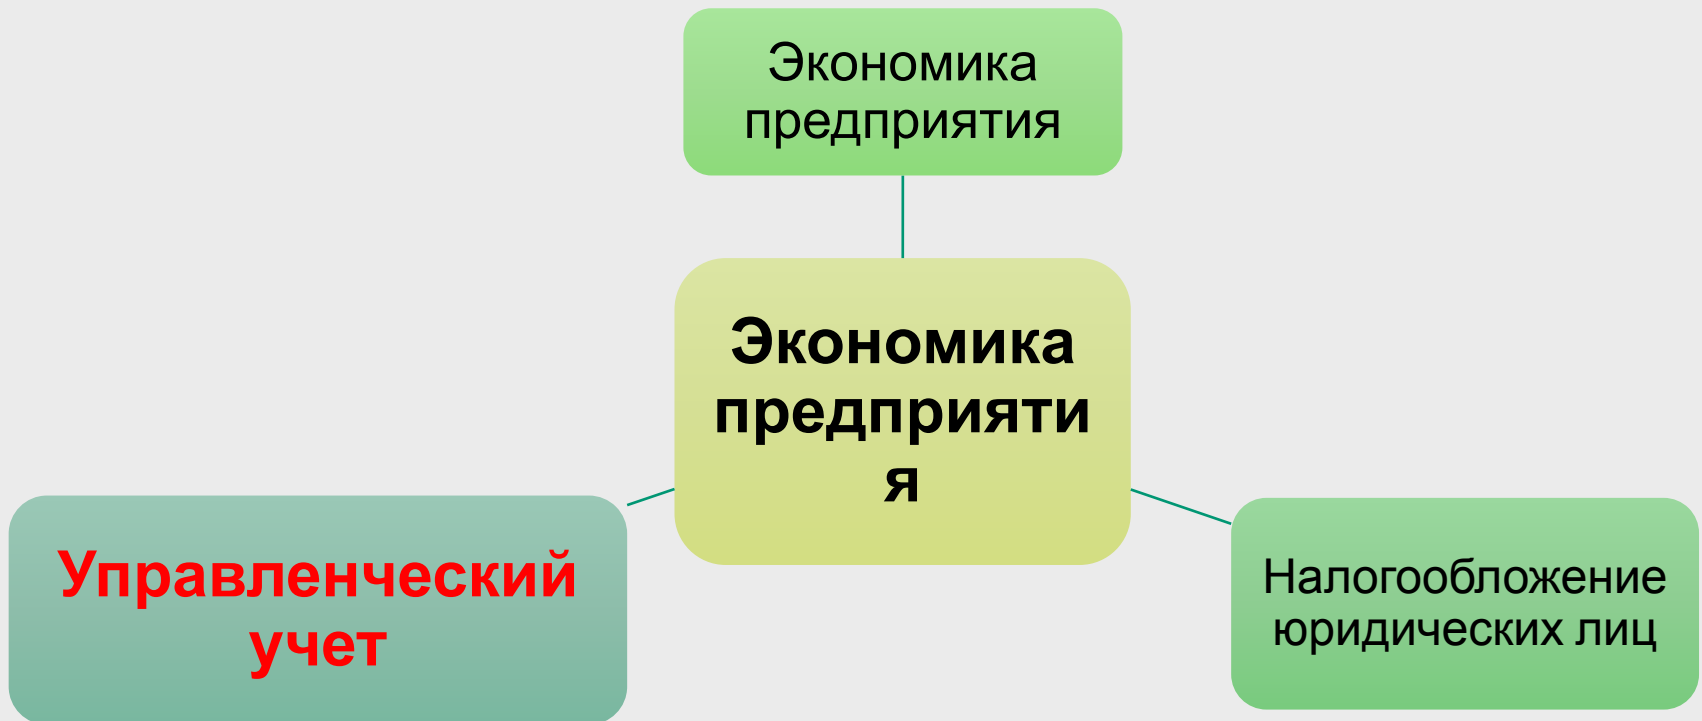 Экономика
предприятия
Экономика
предприяти
я
Управленческий
учет
Налогообложение
юридических лиц